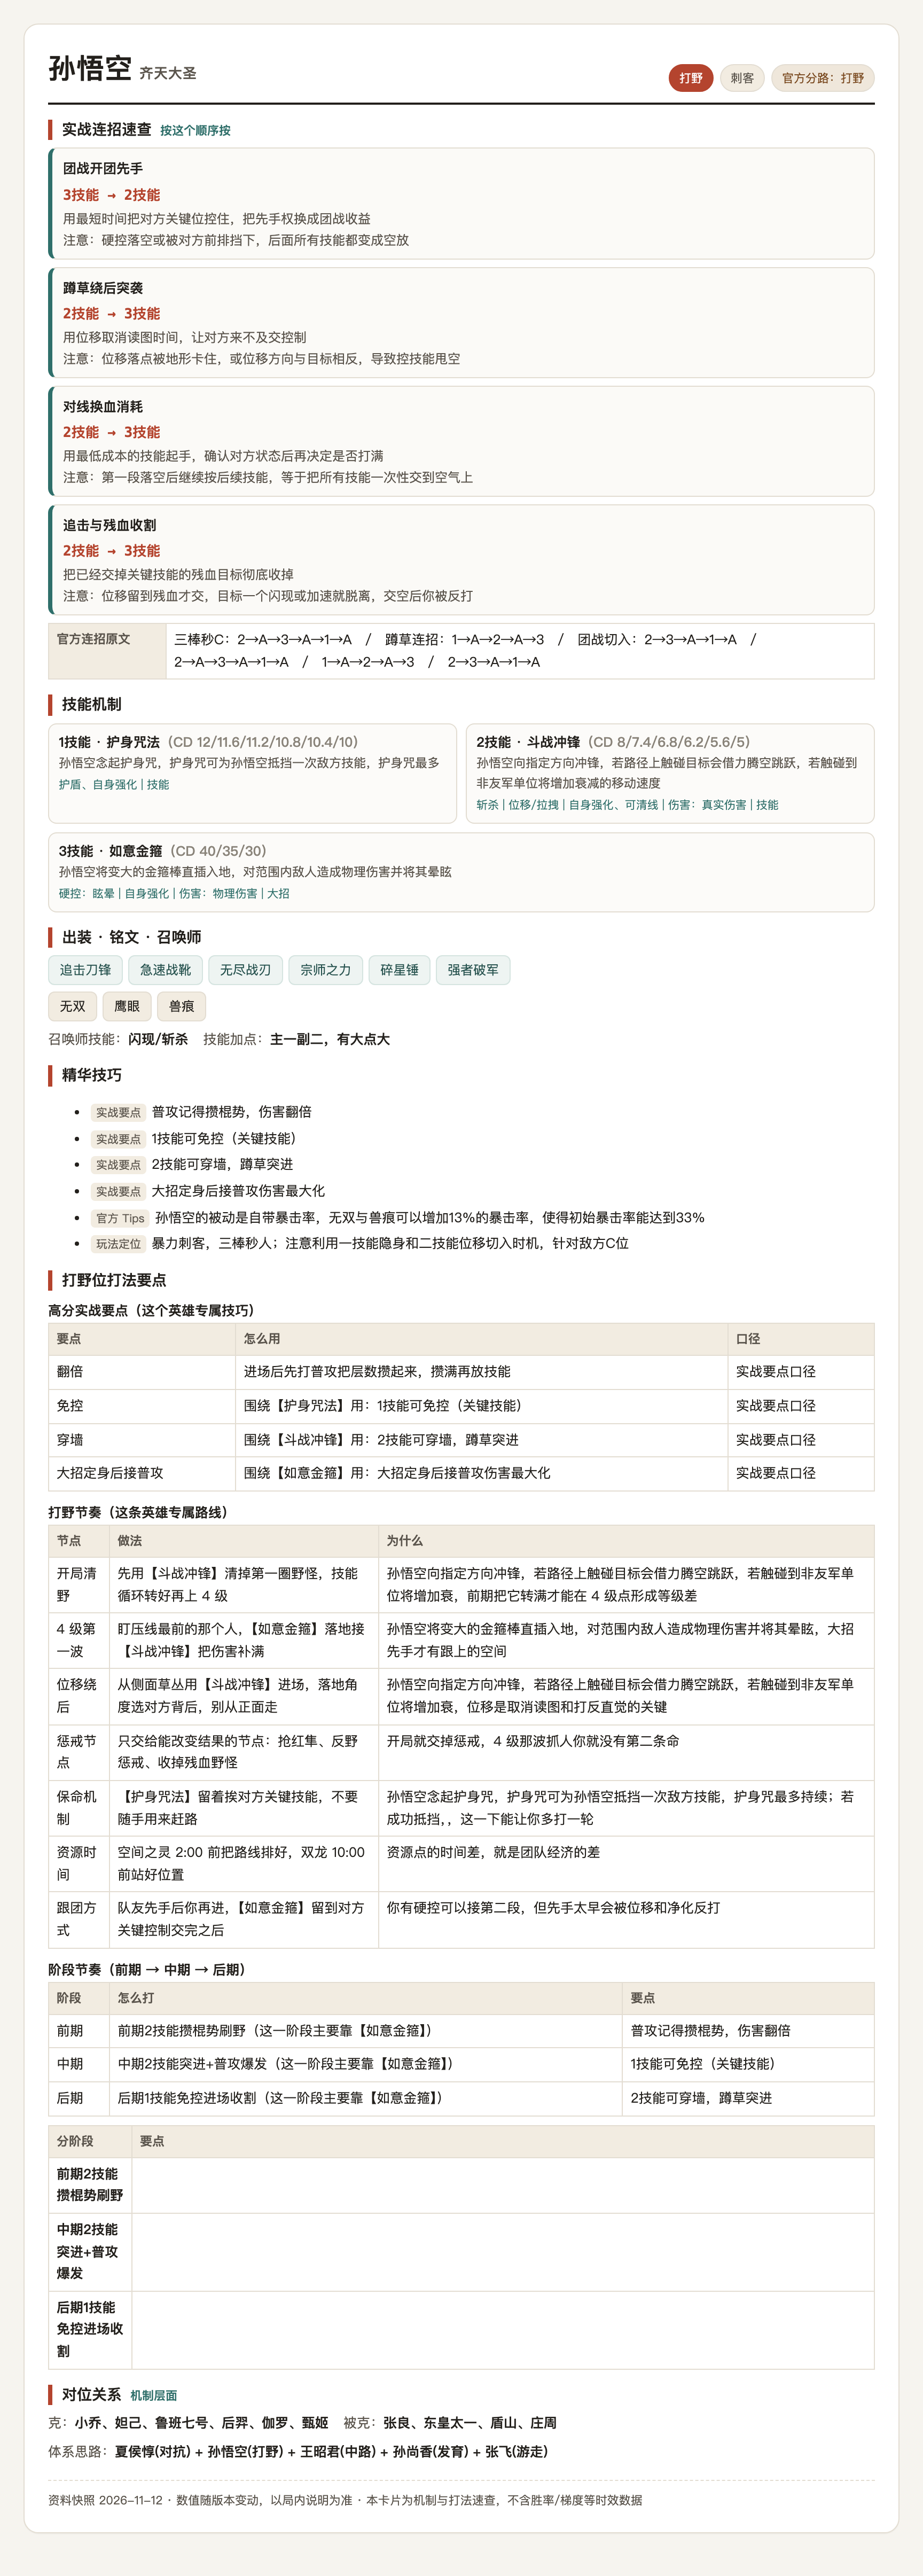 孙悟空 齐天大圣
打野 刺客 官方分路：打野
实战连招速查 按这个顺序按
团战开团先手
3技能 → 2技能
用最短时间把对方关键位控住，把先手权换成团战收益
注意：硬控落空或被对方前排挡下，后面所有技能都变成空放
蹲草绕后突袭
2技能 → 3技能
用位移取消读图时间，让对方来不及交控制
注意：位移落点被地形卡住，或位移方向与目标相反，导致控技能甩空
对线换血消耗
2技能 → 3技能
用最低成本的技能起手，确认对方状态后再决定是否打满
注意：第一段落空后继续按后续技能，等于把所有技能一次性交到空气上
追击与残血收割
2技能 → 3技能
把已经交掉关键技能的残血目标彻底收掉
注意：位移留到残血才交，目标一个闪现或加速就脱离，交空后你被反打
官方连招原文
三棒秒C：2→A→3→A→1→A / 蹲草连招：1→A→2→A→3 / 团战切入：2→3→A→1→A /
2→A→3→A→1→A / 1→A→2→A→3 / 2→3→A→1→A
技能机制
1技能 · 护身咒法（CD 12/11.6/11.2/10.8/10.4/10）
孙悟空念起护身咒，护身咒可为孙悟空抵挡一次敌方技能，护身咒最多
护盾、自身强化 | 技能
2技能 · 斗战冲锋（CD 8/7.4/6.8/6.2/5.6/5）
孙悟空向指定方向冲锋，若路径上触碰目标会借力腾空跳跃，若触碰到
非友军单位将增加衰减的移动速度
斩杀 | 位移/拉拽 | 自身强化、可清线 | 伤害：真实伤害 | 技能
3技能 · 如意金箍（CD 40/35/30）
孙悟空将变大的金箍棒直插入地，对范围内敌人造成物理伤害并将其晕眩
硬控：眩晕 | 自身强化 | 伤害：物理伤害 | 大招
出装 · 铭文 · 召唤师
追击刀锋 急速战靴 无尽战刃 宗师之力 碎星锤 强者破军
无双 鹰眼 兽痕
召唤师技能：闪现/斩杀 技能加点：主一副二，有大点大
精华技巧
• 实战要点 普攻记得攒棍势，伤害翻倍
• 实战要点 1技能可免控（关键技能）
• 实战要点 2技能可穿墙，蹲草突进
• 实战要点 大招定身后接普攻伤害最大化
• 官方 Tips 孙悟空的被动是自带暴击率，无双与兽痕可以增加13%的暴击率，使得初始暴击率能达到33%
• 玩法定位 暴力刺客，三棒秒人；注意利用一技能隐身和二技能位移切入时机，针对敌方C位
打野位打法要点
高分实战要点（这个英雄专属技巧）
要点 怎么用 口径
翻倍 进场后先打普攻把层数攒起来，攒满再放技能 实战要点口径
免控 围绕【护身咒法】用：1技能可免控（关键技能） 实战要点口径
穿墙 围绕【斗战冲锋】用：2技能可穿墙，蹲草突进 实战要点口径
大招定身后接普攻 围绕【如意金箍】用：大招定身后接普攻伤害最大化 实战要点口径
打野节奏（这条英雄专属路线）
节点 做法 为什么
开局清
野
先用【斗战冲锋】清掉第一圈野怪，技能
循环转好再上 4 级
孙悟空向指定方向冲锋，若路径上触碰目标会借力腾空跳跃，若触碰到非友军单
位将增加衰，前期把它转满才能在 4 级点形成等级差
4 级第
一波
盯压线最前的那个人，【如意金箍】落地接
【斗战冲锋】把伤害补满
孙悟空将变大的金箍棒直插入地，对范围内敌人造成物理伤害并将其晕眩，大招
先手才有跟上的空间
位移绕
后
从侧面草丛用【斗战冲锋】进场，落地角
度选对方背后，别从正面走
孙悟空向指定方向冲锋，若路径上触碰目标会借力腾空跳跃，若触碰到非友军单
位将增加衰，位移是取消读图和打反直觉的关键
惩戒节
点
只交给能改变结果的节点：抢红隼、反野
惩戒、收掉残血野怪
开局就交掉惩戒，4 级那波抓人你就没有第二条命
保命机
制
【护身咒法】留着挨对方关键技能，不要
随手用来赶路
孙悟空念起护身咒，护身咒可为孙悟空抵挡一次敌方技能，护身咒最多持续；若
成功抵挡，，这一下能让你多打一轮
资源时
间
空间之灵 2:00 前把路线排好，双龙 10:00
前站好位置
资源点的时间差，就是团队经济的差
跟团方
式
队友先手后你再进，【如意金箍】留到对方
关键控制交完之后
你有硬控可以接第二段，但先手太早会被位移和净化反打
阶段节奏（前期 → 中期 → 后期）
阶段 怎么打 要点
前期 前期2技能攒棍势刷野（这一阶段主要靠【如意金箍】） 普攻记得攒棍势，伤害翻倍
中期 中期2技能突进+普攻爆发（这一阶段主要靠【如意金箍】） 1技能可免控（关键技能）
后期 后期1技能免控进场收割（这一阶段主要靠【如意金箍】） 2技能可穿墙，蹲草突进
分阶段 要点
前期2技能
攒棍势刷野
中期2技能
突进+普攻
爆发
后期1技能
免控进场收
割
对位关系 机制层面
克：小乔、妲己、鲁班七号、后羿、伽罗、甄姬 被克：张良、东皇太一、盾山、庄周
体系思路：夏侯惇(对抗) + 孙悟空(打野) + 王昭君(中路) + 孙尚香(发育) + 张飞(游走)
资料快照 2026-11-12 · 数值随版本变动，以局内说明为准 · 本卡片为机制与打法速查，不含胜率/梯度等时效数据